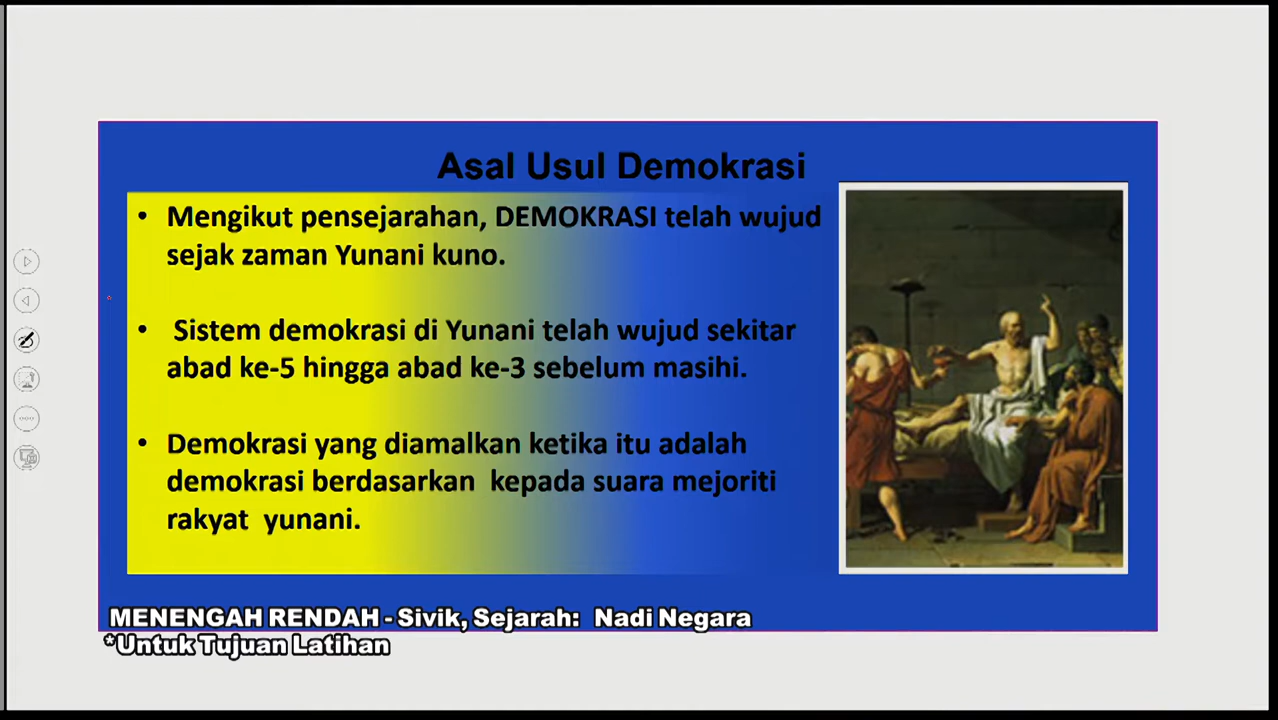 Asal Usul Demokrasi
• Mengikut pensejarahan, DEMOKRASI telah wujud
sejak zaman Yunani kuno.
• Sistem demokrasi di Yunani telah wujud sekitar
abad ke-5 hingga abad ke-3 sebelum masihi.
• Demokrasi yang diamalkan ketika itu adalah
demokrasi berdasarkan kepada suara mejoriti
rakyat yunani.
MENENGAH RENDAH - Sivik, Sejarah: Nadi Negara
*Untuk Tujuan Latihan